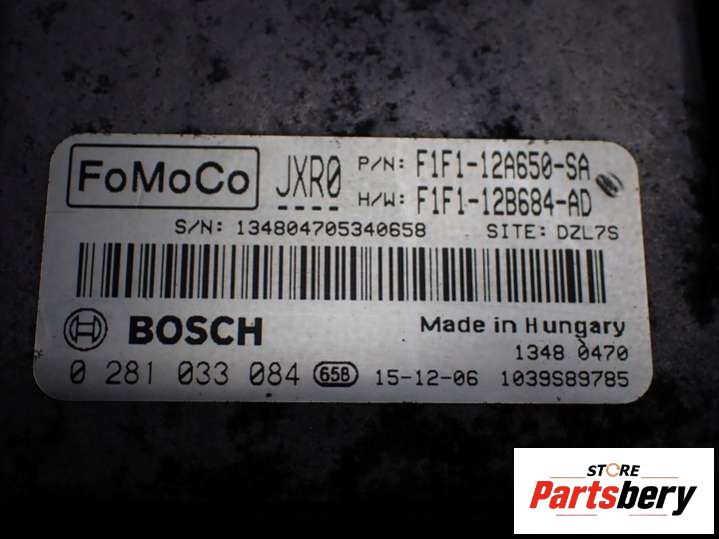 FoMoCo JXR0 P/N: F1F1-12A650-SA
---- H/W: F1F1-12B684-AD
S/N: 134804705340658 SITE: DZL7S
BOSCH Made in Hungary
1348 0470
0 281 033 084 65B 15-12-06 1039S89785
STORE
Partsbery